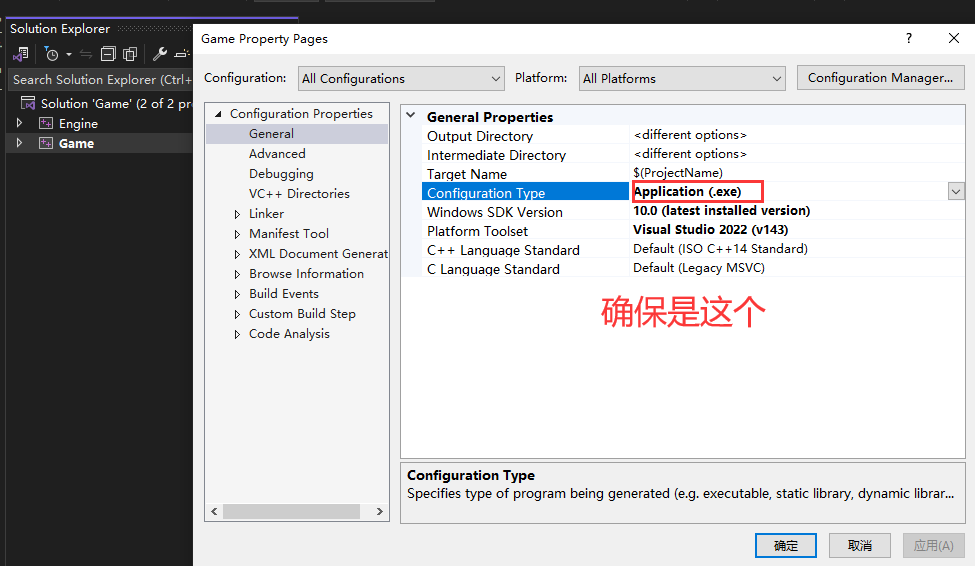 Solution Explorer
Search Solution Explorer (Ctrl+
Solution 'Game' (2 of 2 pr
Engine
Game
Game Property Pages
?
Configuration:
All Configurations
Platform:
All Platforms
Configuration Manager...
Configuration Properties
General
Advanced
Debugging
VC++ Directories
Linker
Manifest Tool
XML Document Generat
Browse Information
Build Events
Custom Build Step
Code Analysis
General Properties
Output Directory <different options>
Intermediate Directory <different options>
Target Name $(ProjectName)
Configuration Type Application (.exe)
Windows SDK Version 10.0 (latest installed version)
Platform Toolset Visual Studio 2022 (v143)
C++ Language Standard Default (ISO C++14 Standard)
C Language Standard Default (Legacy MSVC)
确保是这个
Configuration Type
Specifies type of program being generated (e.g. executable, static library, dynamic librar...
确定 取消 应用(A)